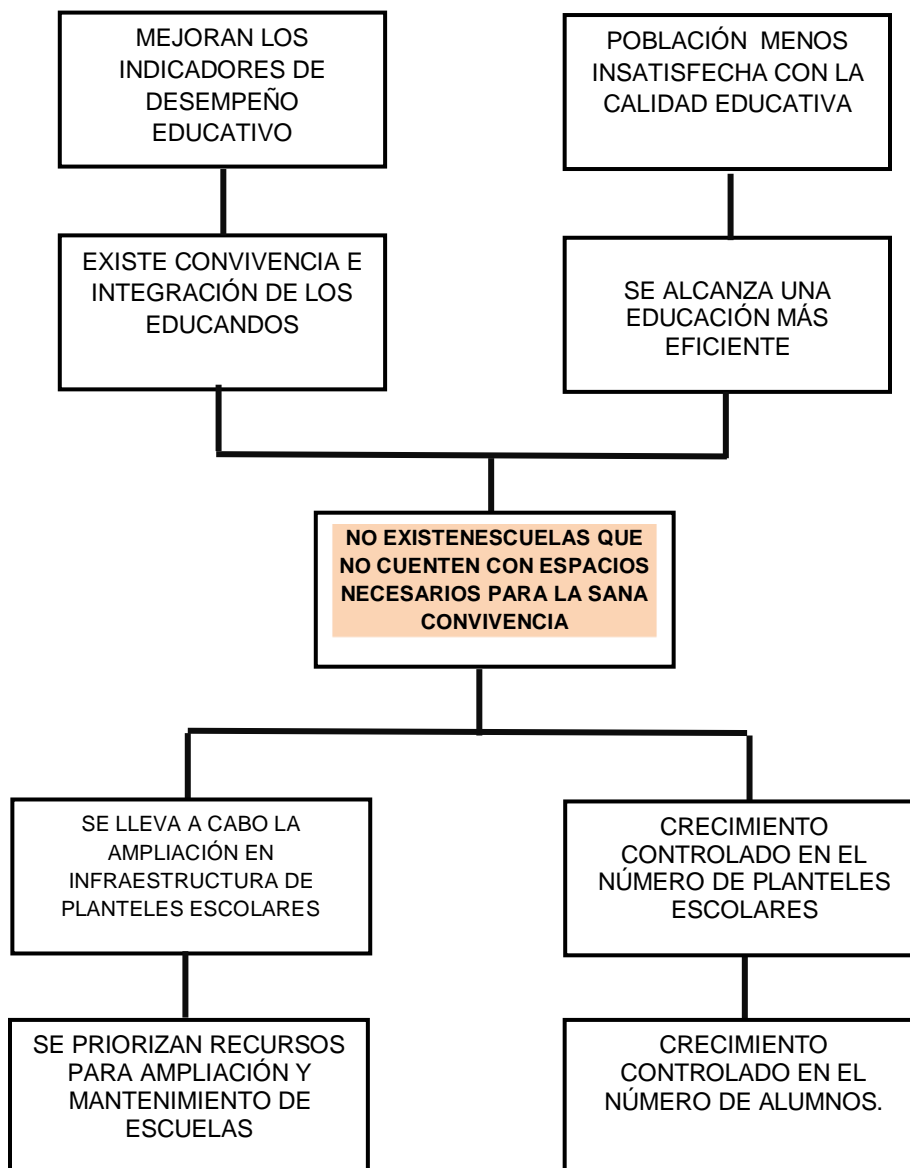 MEJORAN LOS
INDICADORES DE
DESEMPEÑO
EDUCATIVO
POBLACIÓN MENOS
INSATISFECHA CON LA
CALIDAD EDUCATIVA
EXISTE CONVIVENCIA E
INTEGRACIÓN DE LOS
EDUCANDOS
SE ALCANZA UNA
EDUCACIÓN MÁS
EFICIENTE
NO EXISTENESCUELAS QUE
NO CUENTEN CON ESPACIOS
NECESARIOS PARA LA SANA
CONVIVENCIA
SE LLEVA A CABO LA
AMPLIACIÓN EN
INFRAESTRUCTURA DE
PLANTELES ESCOLARES
CRECIMIENTO
CONTROLADO EN EL
NÚMERO DE PLANTELES
ESCOLARES
SE PRIORIZAN RECURSOS
PARA AMPLIACIÓN Y
MANTENIMIENTO DE
ESCUELAS
CRECIMIENTO
CONTROLADO EN EL
NÚMERO DE ALUMNOS.